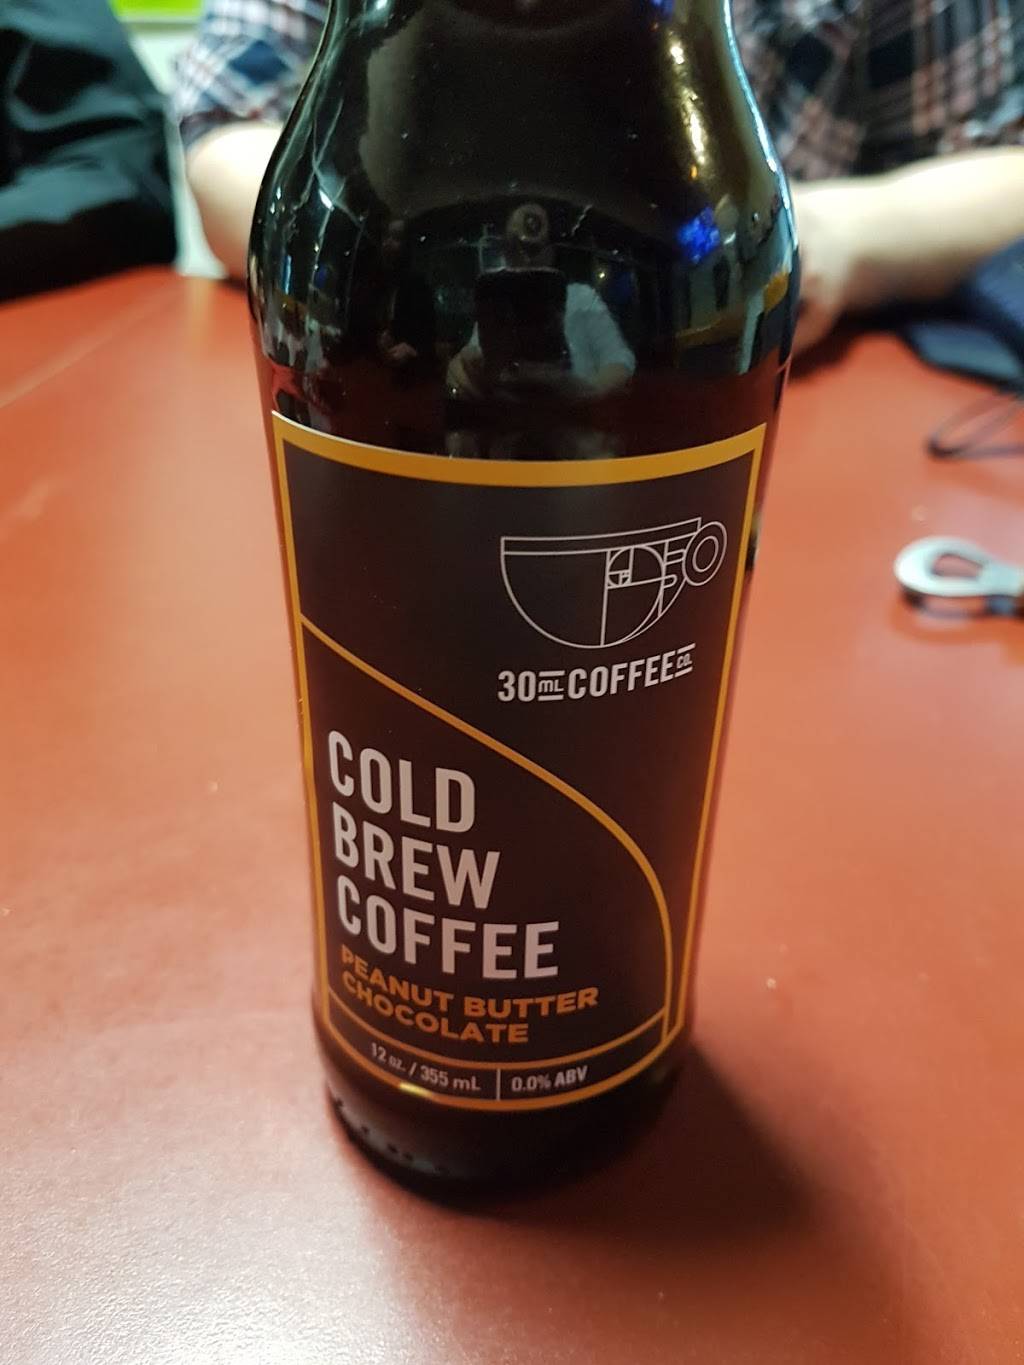 30ML COFFEE CO.
COLD
BREW
COFFEE
PEANUT BUTTER
CHOCOLATE
12 oz. / 355 mL | 0.0% ABV